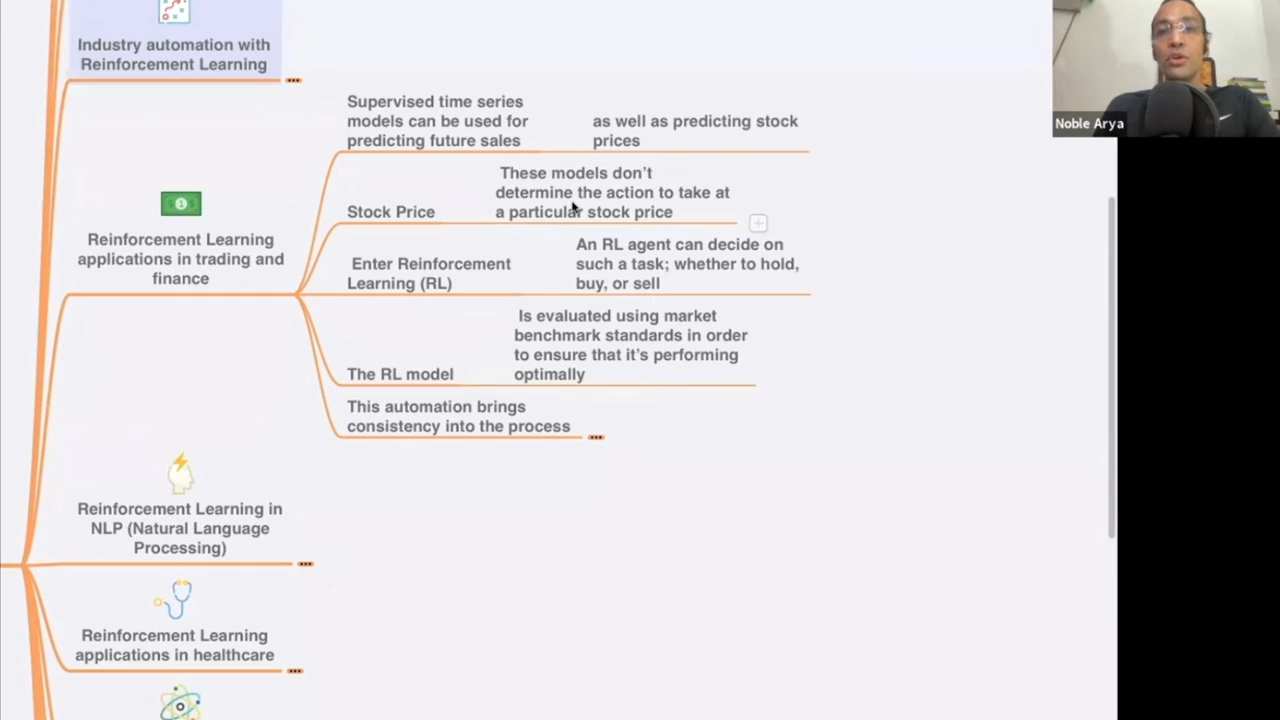 Industry automation with
Reinforcement Learning
Noble Arya
Supervised time series
models can be used for
predicting future sales
as well as predicting stock
prices
Stock Price
These models don’t
determine the action to take at
a particular stock price
Reinforcement Learning
applications in trading and
finance
Enter Reinforcement
Learning (RL)
An RL agent can decide on
such a task; whether to hold,
buy, or sell
The RL model
Is evaluated using market
benchmark standards in order
to ensure that it’s performing
optimally
This automation brings
consistency into the process
Reinforcement Learning in
NLP (Natural Language
Processing)
Reinforcement Learning
applications in healthcare